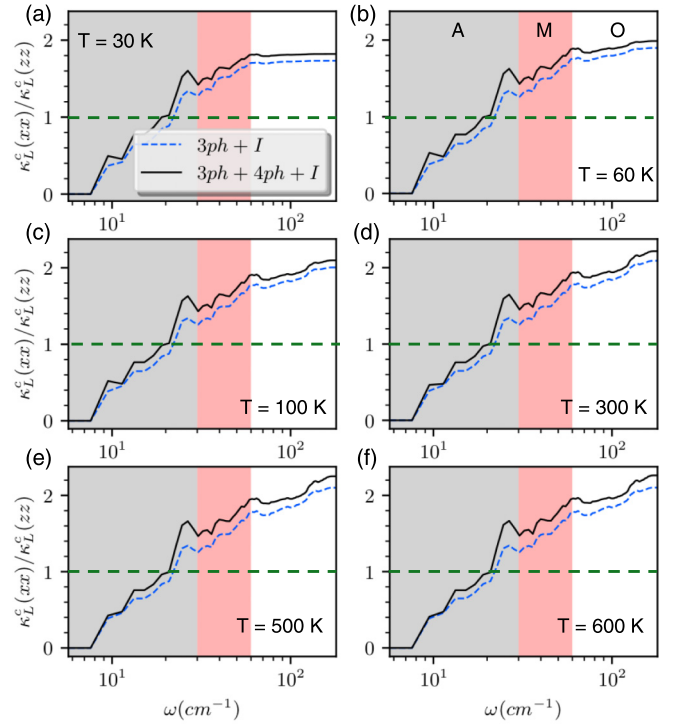 (a)
T = 30 K
3ph + I
3ph + 4ph + I
κ_L^c(xx)/κ_L^c(zz)
0
1
2
10^1
10^2
(b)
A
M
O
T = 60 K
0
1
2
10^1
10^2
(c)
T = 100 K
κ_L^c(xx)/κ_L^c(zz)
0
1
2
10^1
10^2
(d)
T = 300 K
0
1
2
10^1
10^2
(e)
T = 500 K
κ_L^c(xx)/κ_L^c(zz)
0
1
2
10^1
10^2
ω(cm^{-1})
(f)
T = 600 K
0
1
2
10^1
10^2
ω(cm^{-1})